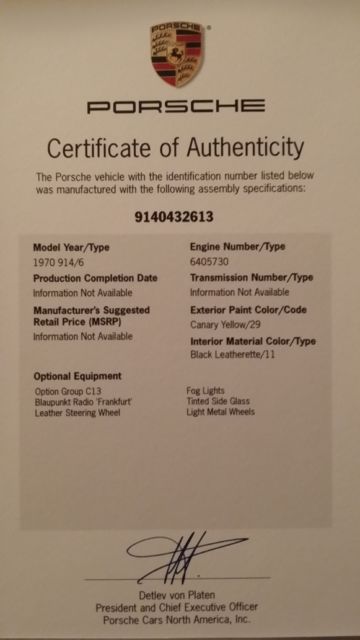 PORSCHE
PORSCHE
Certificate of Authenticity
The Porsche vehicle with the identification number listed below
was manufactured with the following assembly specifications:
9140432613
Model Year/Type
1970 914/6
Production Completion Date
Information Not Available
Manufacturer's Suggested
Retail Price (MSRP)
Information Not Available
Engine Number/Type
6405730
Transmission Number/Type
Information Not Available
Exterior Paint Color/Code
Canary Yellow/29
Interior Material Color/Type
Black Leatherette/11
Optional Equipment
Option Group C13
Blaupunkt Radio 'Frankfurt'
Leather Steering Wheel
Fog Lights
Tinted Side Glass
Light Metal Wheels
Detlev von Platen
President and Chief Executive Officer
Porsche Cars North America, Inc.